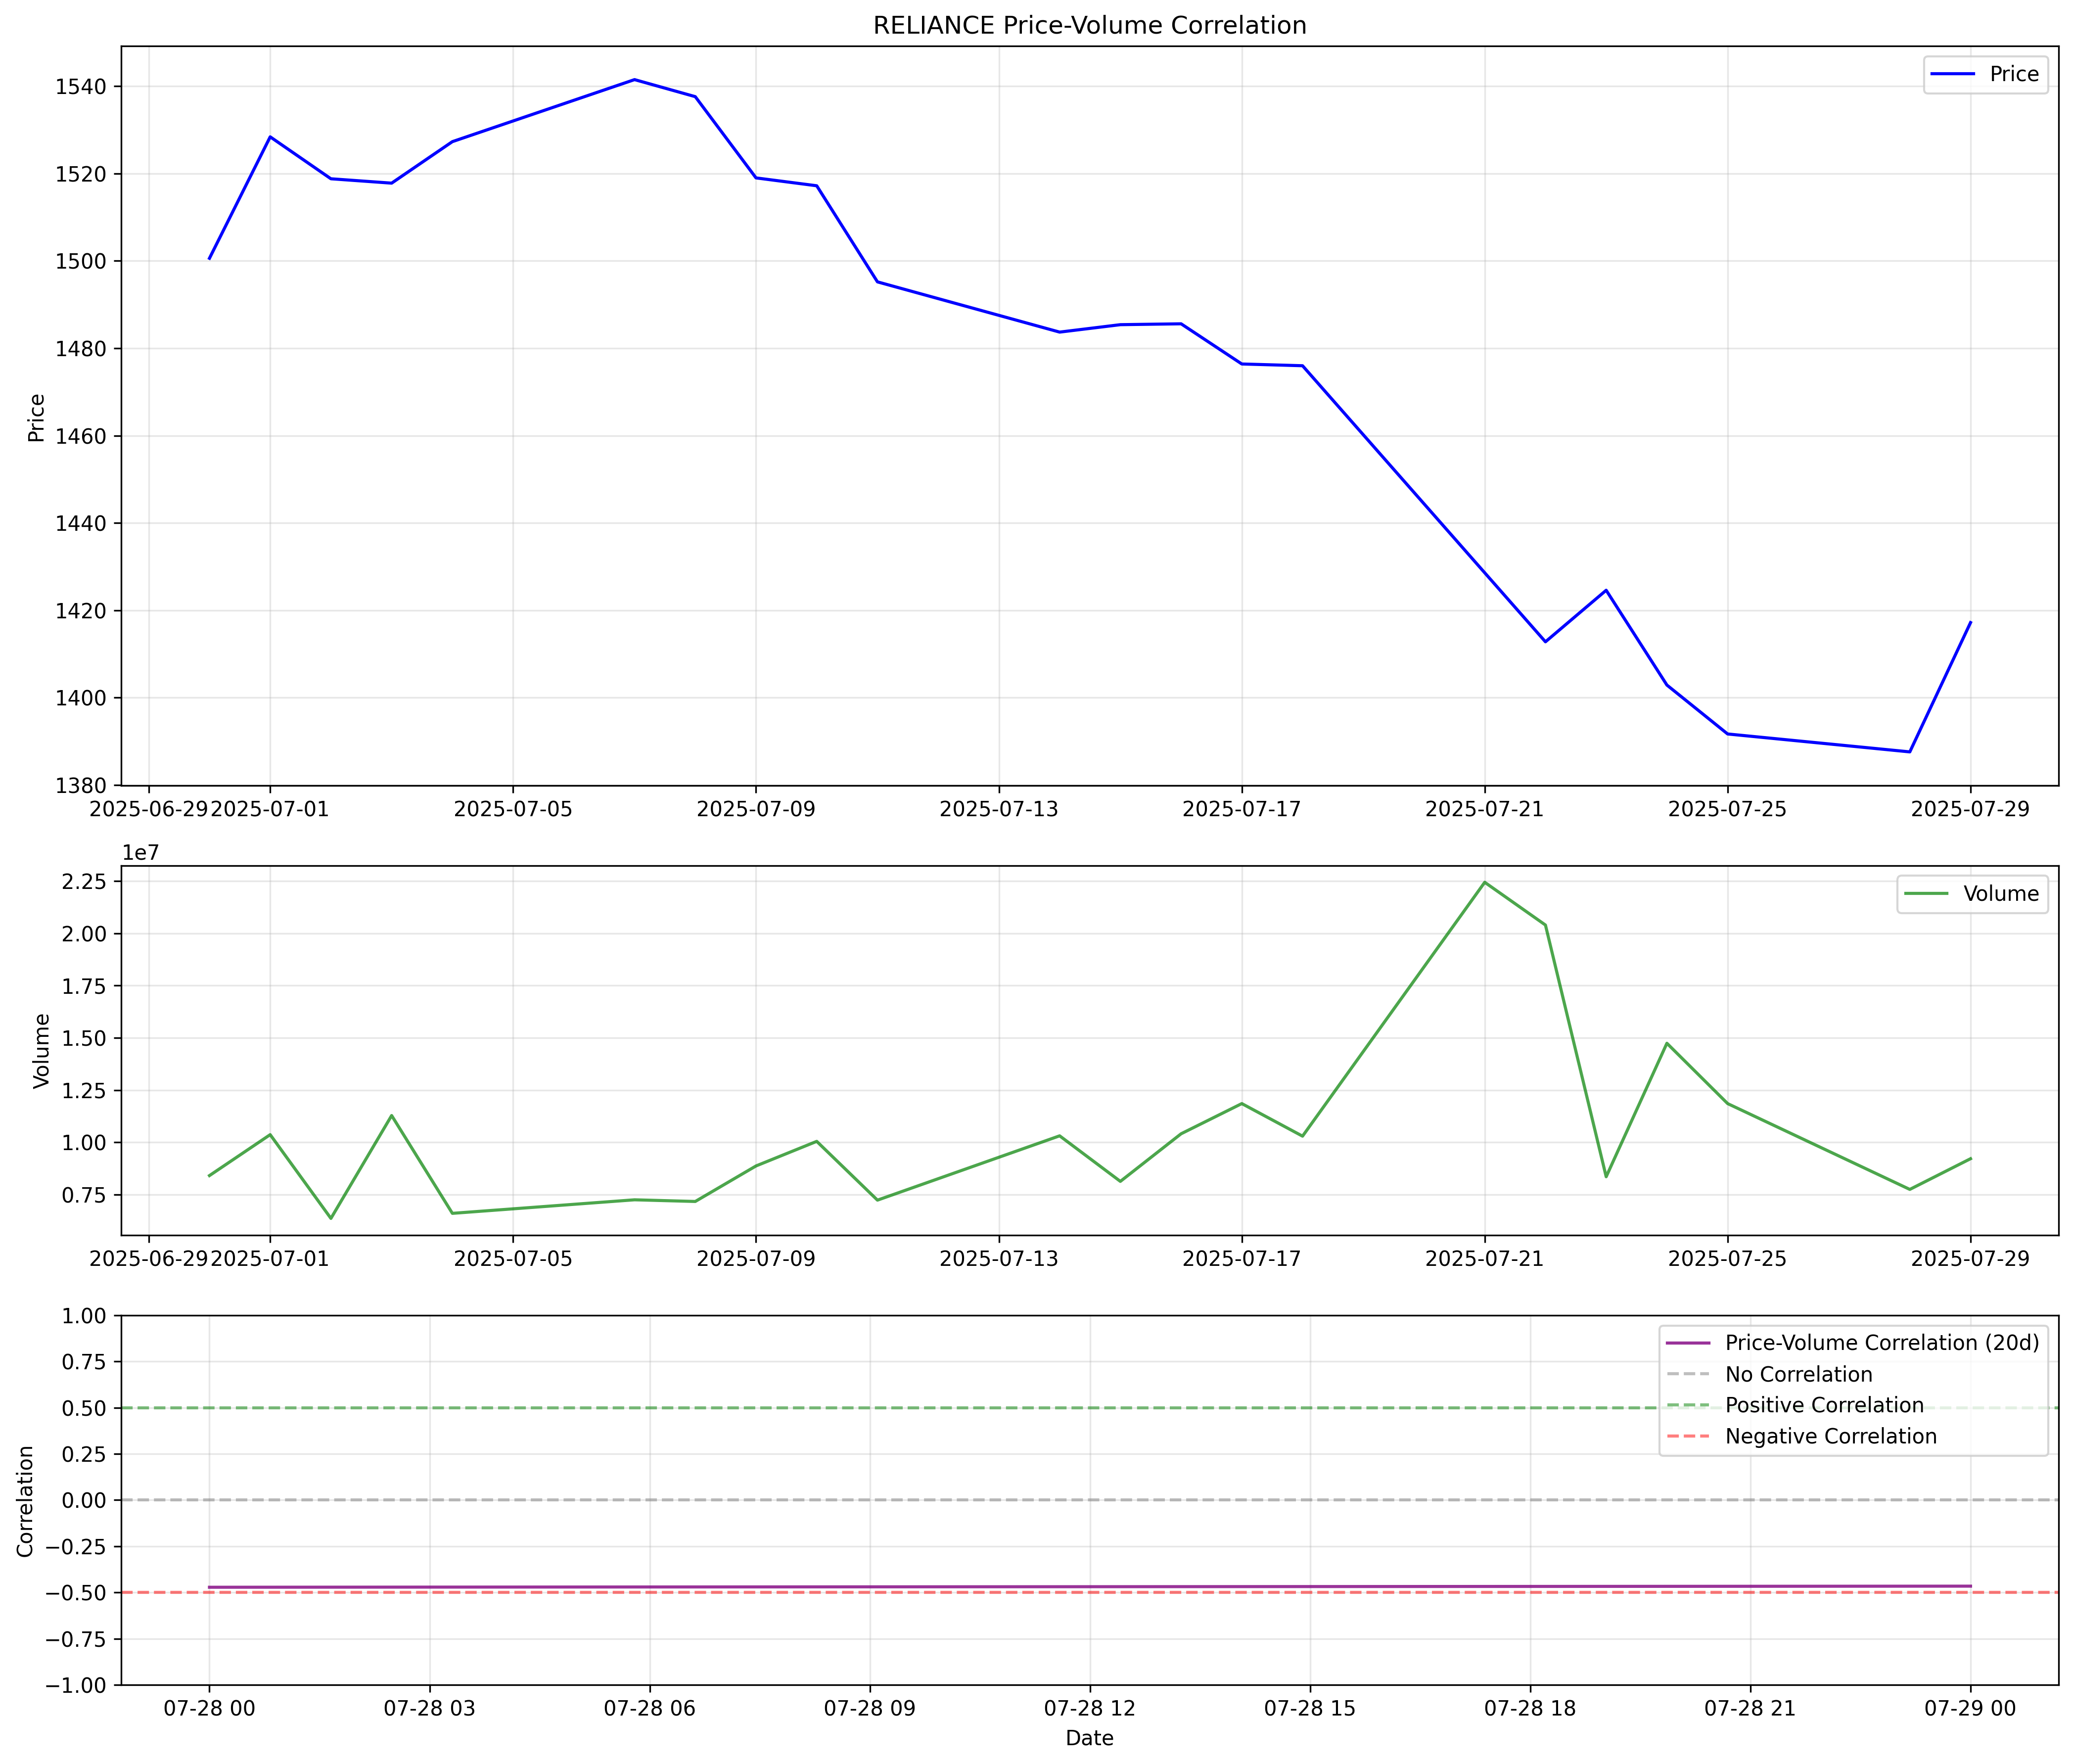 RELIANCE Price-Volume Correlation
Price
1540
1520
1500
1480
1460
1440
1420
1400
1380
Price
2025-06-29 2025-07-01 2025-07-05 2025-07-09 2025-07-13 2025-07-17 2025-07-21 2025-07-25 2025-07-29
1e7
Volume
2.25
2.00
1.75
1.50
1.25
1.00
0.75
Volume
2025-06-29 2025-07-01 2025-07-05 2025-07-09 2025-07-13 2025-07-17 2025-07-21 2025-07-25 2025-07-29
Price-Volume Correlation (20d)
No Correlation
Positive Correlation
Negative Correlation
1.00
0.75
0.50
0.25
0.00
−0.25
−0.50
−0.75
−1.00
Correlation
07-28 00 07-28 03 07-28 06 07-28 09 07-28 12 07-28 15 07-28 18 07-28 21 07-29 00
Date